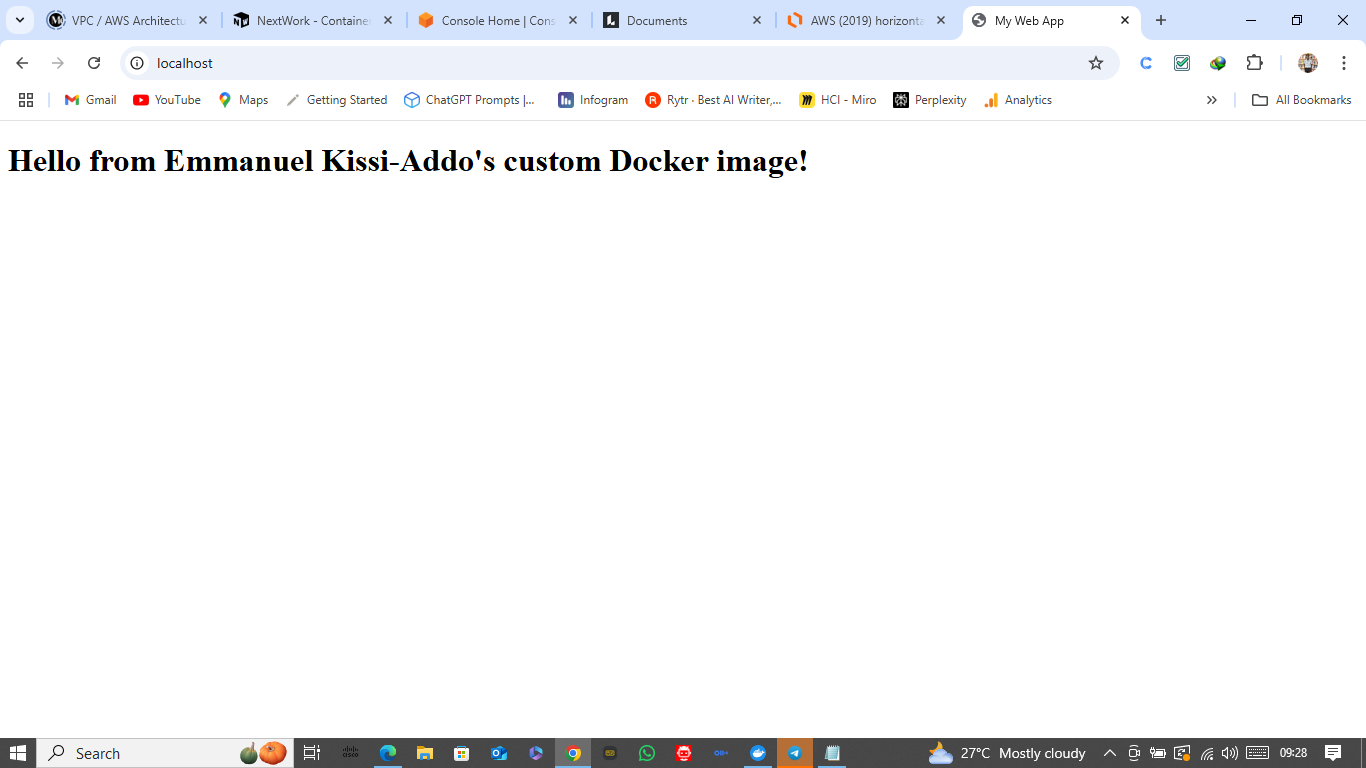 VPC / AWS Architectu
NextWork - Containe
Console Home | Cons
Documents
AWS (2019) horizonta
My Web App
localhost
Gmail
YouTube
Maps
Getting Started
ChatGPT Prompts |...
Infogram
Rytr · Best AI Writer,...
HCI - Miro
Perplexity
Analytics
All Bookmarks
Hello from Emmanuel Kissi-Addo's custom Docker image!
Search
27°C Mostly cloudy
09:28